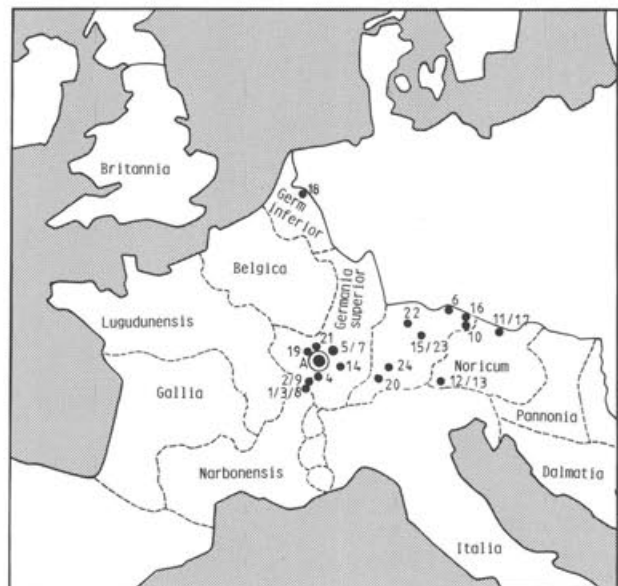 18
Britannia
Germ
inferior
Belgica
Germania
superior
Lugudunensis
6
16
22
11/17
10
15/23
21
19
5/7
A
14
24
Noricum
2/9
4
20
12/13
1/3/8
Gallia
Pannonia
Narbonensis
Dalmatia
Italia